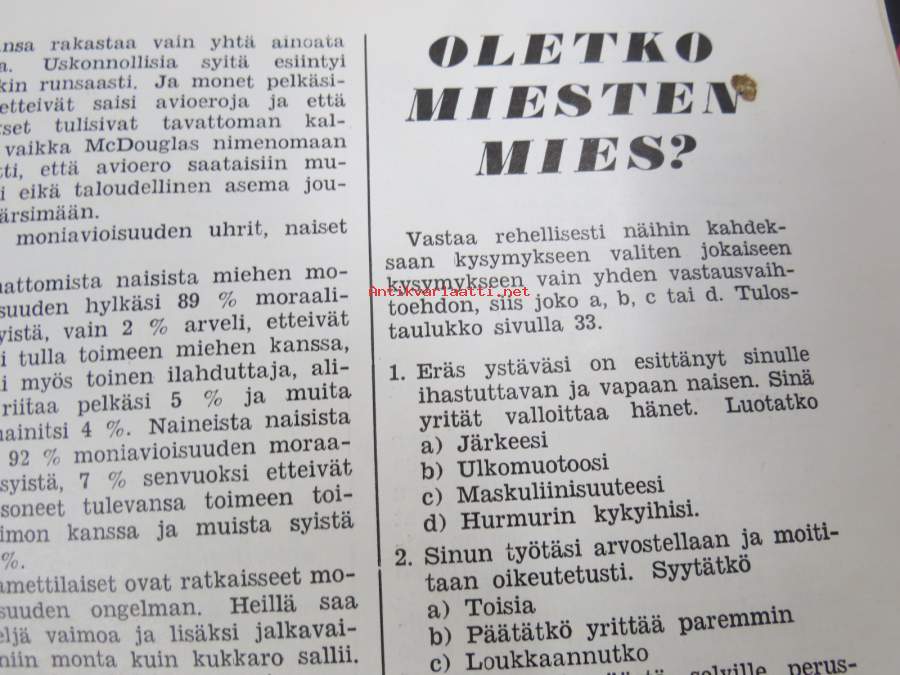 nsa rakastaa vain yhtä ainoata
a. Uskonnollisia syitä esiintyi
kin runsaasti. Ja monet pelkäsi-
etteivät saisi avioeroja ja että
set tulisivat tavattoman kal-
vaikka McDouglas nimenomaan
tti, että avioero saataisiin mu-
i eikä taloudellinen asema jou-
ärsimään.
moniavioisuuden uhrit, naiset
attomista naisista miehen mo-
suuden hylkäsi 89 % moraali-
yistä, vain 2 % arveli, etteivät
i tulla toimeen miehen kanssa,
i myös toinen ilahduttaja, ali-
riitaa pelkäsi 5 % ja muita
ainitsi 4 %. Naineista naisista
92 % moniavioisuuden moraa-
syistä, 7 % senvuoksi etteivät
soneet tulevansa toimeen toi-
imon kanssa ja muista syistä
%.
amettilaiset ovat ratkaisseet mo-
suuden ongelman. Heillä saa
eljä vaimoa ja lisäksi jalkavai-
niin monta kuin kukkaro sallii.
OLETKO
MIESTEN
MIES?
Vastaa rehellisesti näihin kahdek-
saan kysymykseen valiten jokaiseen
kysymykseen vain yhden vastausvaih-
Antikvariaatti.net
toehdon, siis joko a, b, c tai d. Tulos-
taulukko sivulla 33.
1. Eräs ystäväsi on esittänyt sinulle
ihastuttavan ja vapaan naisen. Sinä
yrität valloittaa hänet. Luotatko
a) Järkeesi
b) Ulkomuotoosi
c) Maskuliinisuuteesi
d) Hurmurin kykyihisi.
2. Sinun työtäsi arvostellaan ja moiti-
taan oikeutetusti. Syytätkö
a) Toisia
b) Päätätkö yrittää paremmin
c) Loukkaannutko
selville perus-